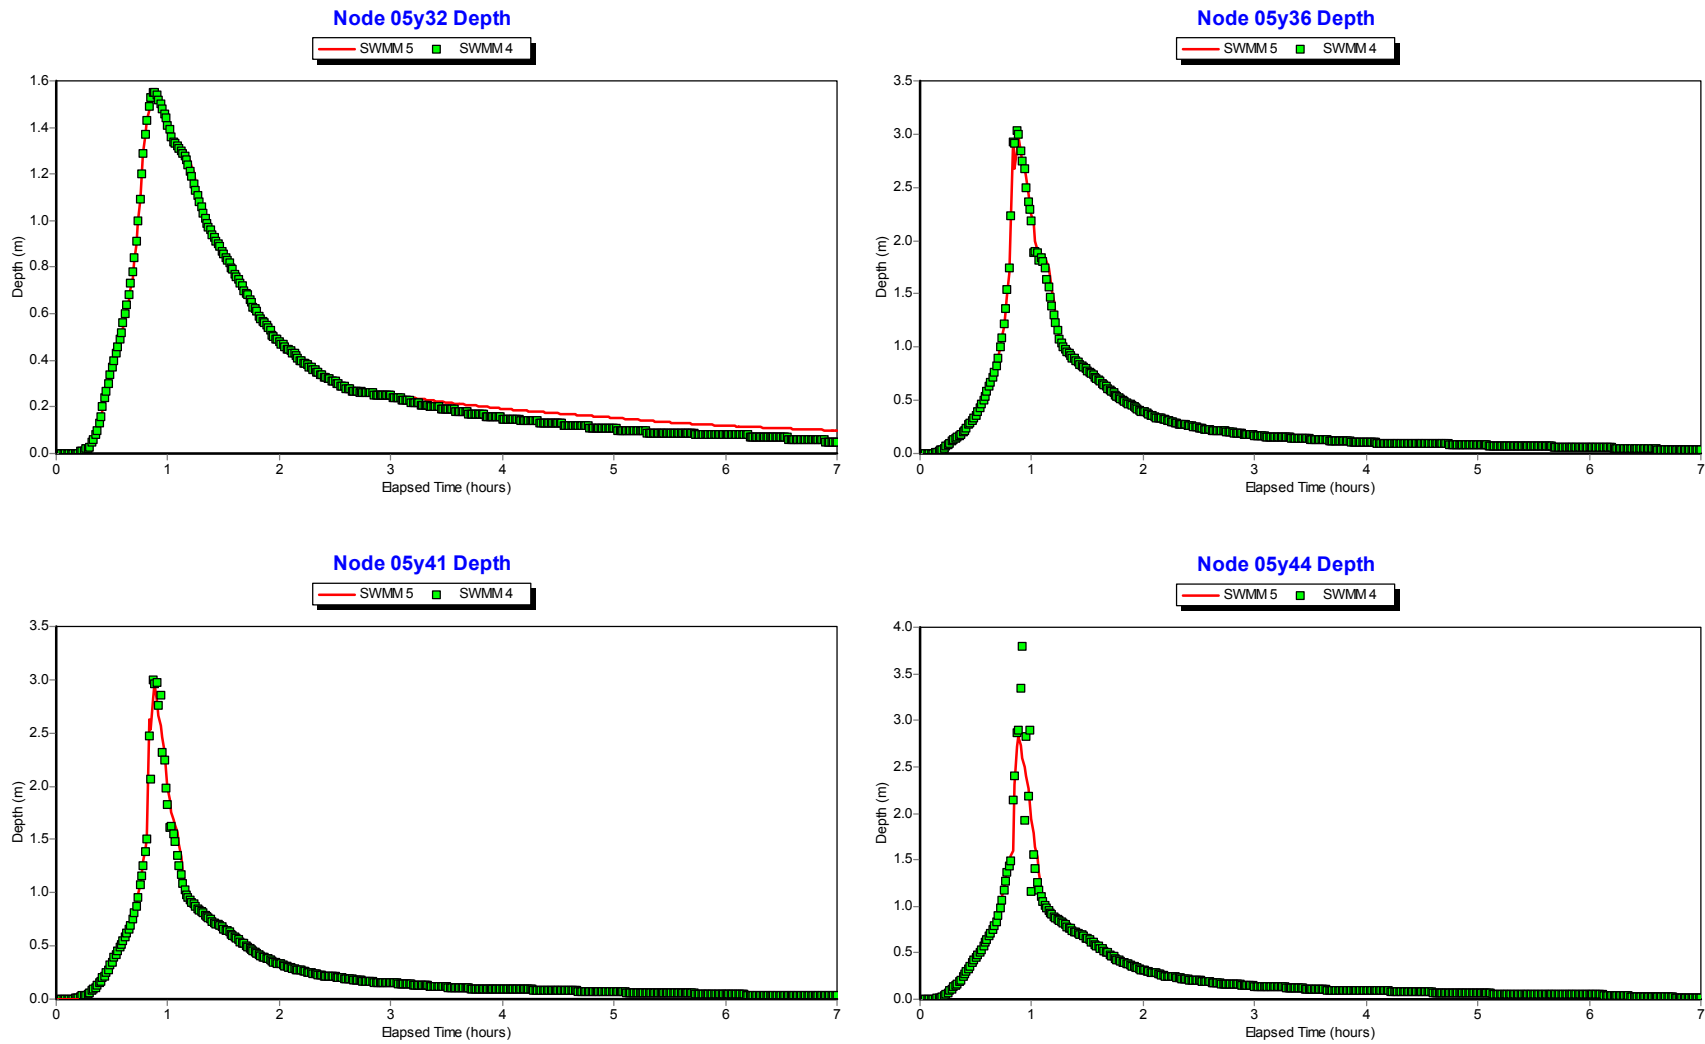 Node 05y32 Depth
SWMM 5 SWMM 4
1.6
1.4
1.2
1.0
0.8
0.6
0.4
0.2
0.0
Depth (m)
0 1 2 3 4 5 6 7
Elapsed Time (hours)
Node 05y36 Depth
SWMM 5 SWMM 4
3.5
3.0
2.5
2.0
1.5
1.0
0.5
0.0
Depth (m)
0 1 2 3 4 5 6 7
Elapsed Time (hours)
Node 05y41 Depth
SWMM 5 SWMM 4
3.5
3.0
2.5
2.0
1.5
1.0
0.5
0.0
Depth (m)
0 1 2 3 4 5 6 7
Elapsed Time (hours)
Node 05y44 Depth
SWMM 5 SWMM 4
4.0
3.5
3.0
2.5
2.0
1.5
1.0
0.5
0.0
Depth (m)
0 1 2 3 4 5 6 7
Elapsed Time (hours)